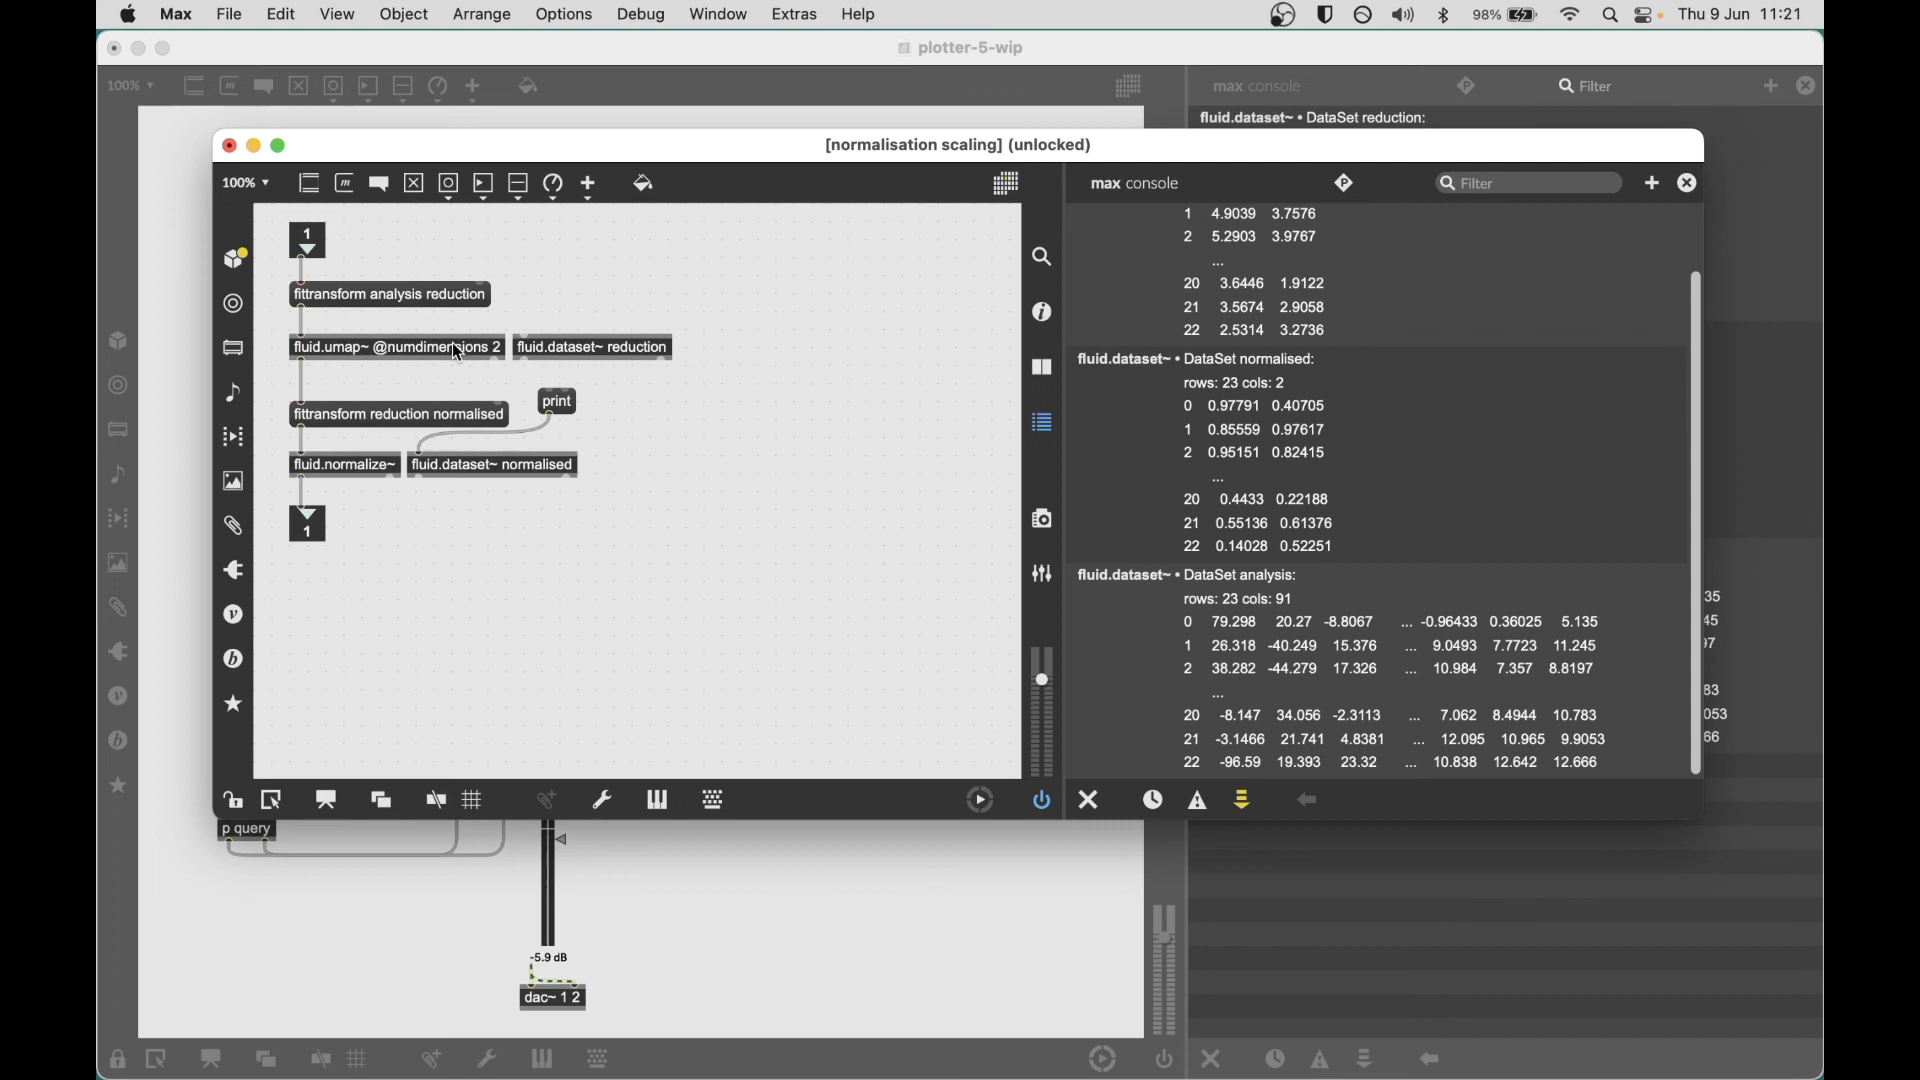 Max File Edit View Object Arrange Options Debug Window Extras Help 98% Thu 9 Jun 11:21
plotter-5-wip
100% m max console Filter
fluid.dataset~ • DataSet reduction:
[normalisation scaling] (unlocked)
100% m max console Filter
1
fittransform analysis reduction
fluid.umap~ @numdimensions 2 fluid.dataset~ reduction
print
fittransform reduction normalised
fluid.normalize~ fluid.dataset~ normalised
1
1 4.9039 3.7576
2 5.2903 3.9767
...
20 3.6446 1.9122
21 3.5674 2.9058
22 2.5314 3.2736
fluid.dataset~ • DataSet normalised:
rows: 23 cols: 2
0 0.97791 0.40705
1 0.85559 0.97617
2 0.95151 0.82415
...
20 0.4433 0.22188
21 0.55136 0.61376
22 0.14028 0.52251
fluid.dataset~ • DataSet analysis:
rows: 23 cols: 91
0 79.298 20.27 -8.8067 ... -0.96433 0.36025 5.135
1 26.318 -40.249 15.376 ... 9.0493 7.7723 11.245
2 38.282 -44.279 17.326 ... 10.984 7.357 8.8197
...
20 -8.147 34.056 -2.3113 ... 7.062 8.4944 10.783
21 -3.1466 21.741 4.8381 ... 12.095 10.965 9.9053
22 -96.59 19.393 23.32 ... 10.838 12.642 12.666
35
45
97
83
053
66
p query
-5.9 dB
dac~ 1 2